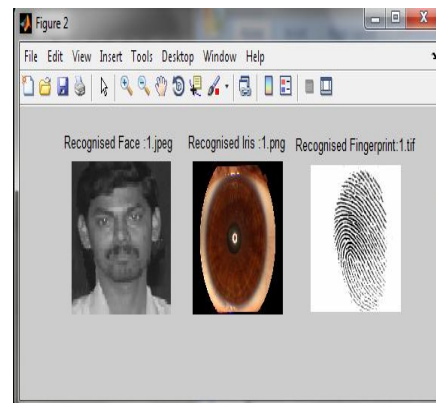 Figure 2
File Edit View Insert Tools Desktop Window Help
Recognised Face :1.jpeg Recognised Iris :1.png Recognised Fingerprint:1.tif